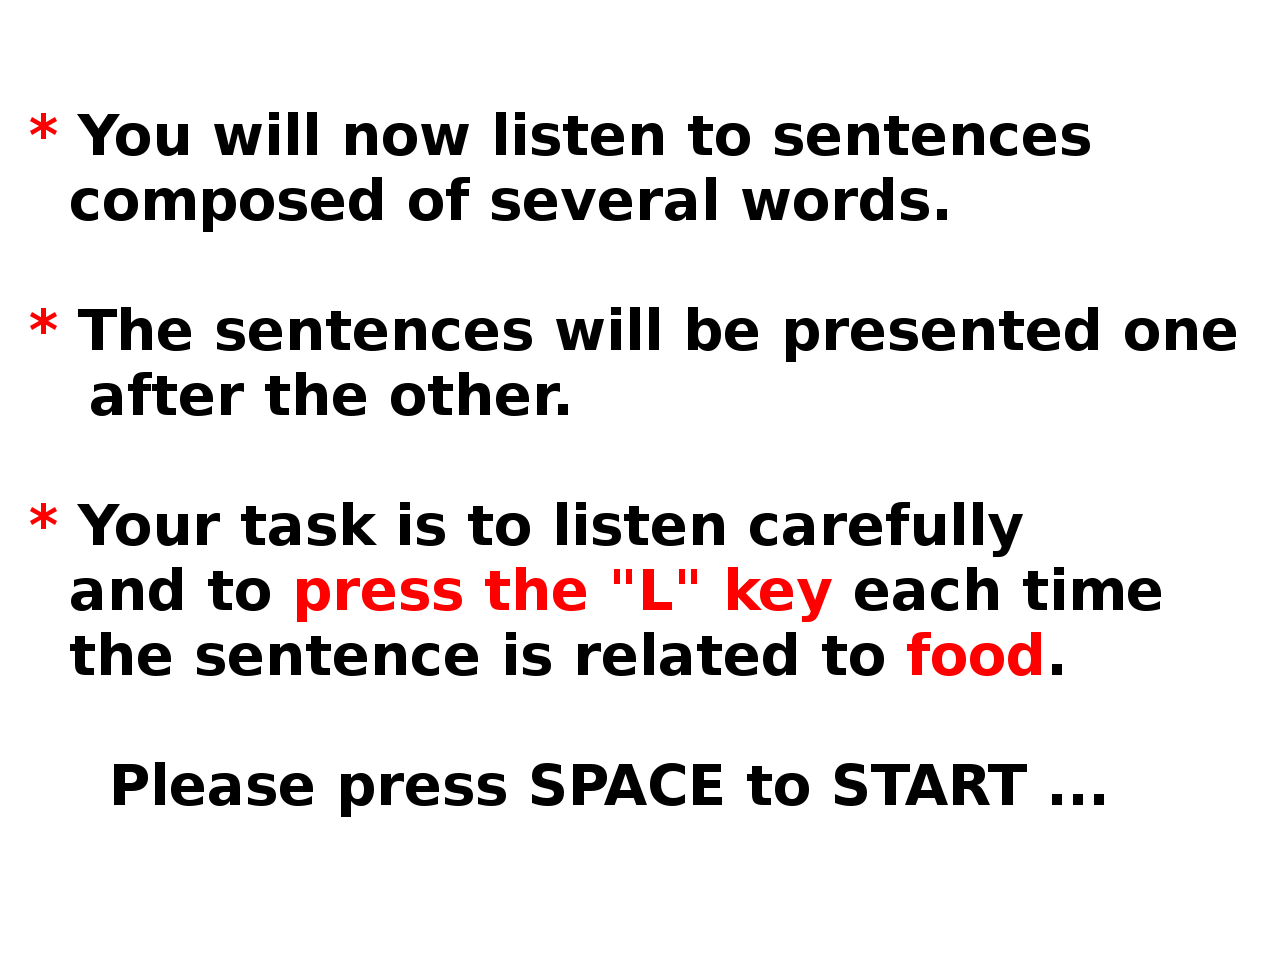 * You will now listen to sentences
composed of several words.
* The sentences will be presented one
after the other.
* Your task is to listen carefully
and to press the "L" key each time
the sentence is related to food.
Please press SPACE to START ...